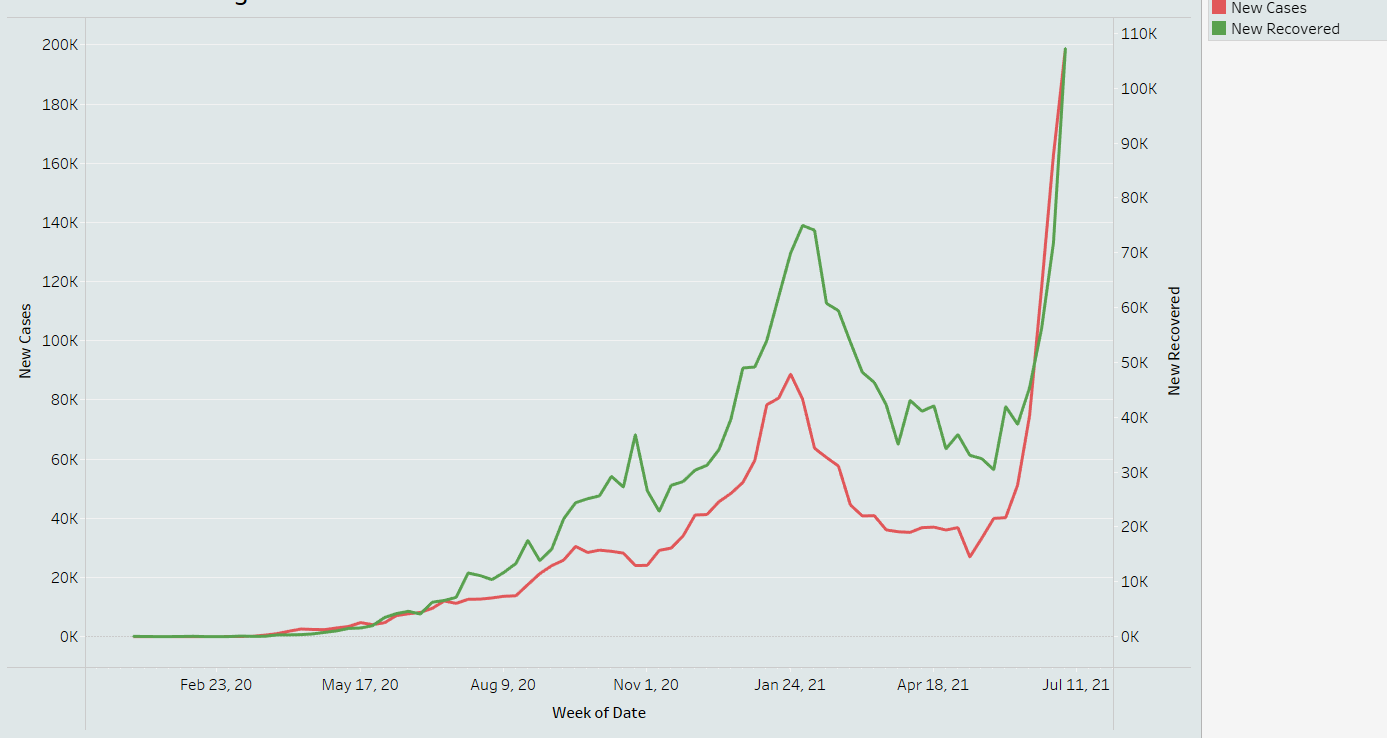 New Cases
New Recovered
200K
180K
160K
140K
120K
100K
80K
60K
40K
20K
0K
New Cases
110K
100K
90K
80K
70K
60K
50K
40K
30K
20K
10K
0K
New Recovered
Feb 23, 20
May 17, 20
Aug 9, 20
Nov 1, 20
Jan 24, 21
Apr 18, 21
Jul 11, 21
Week of Date